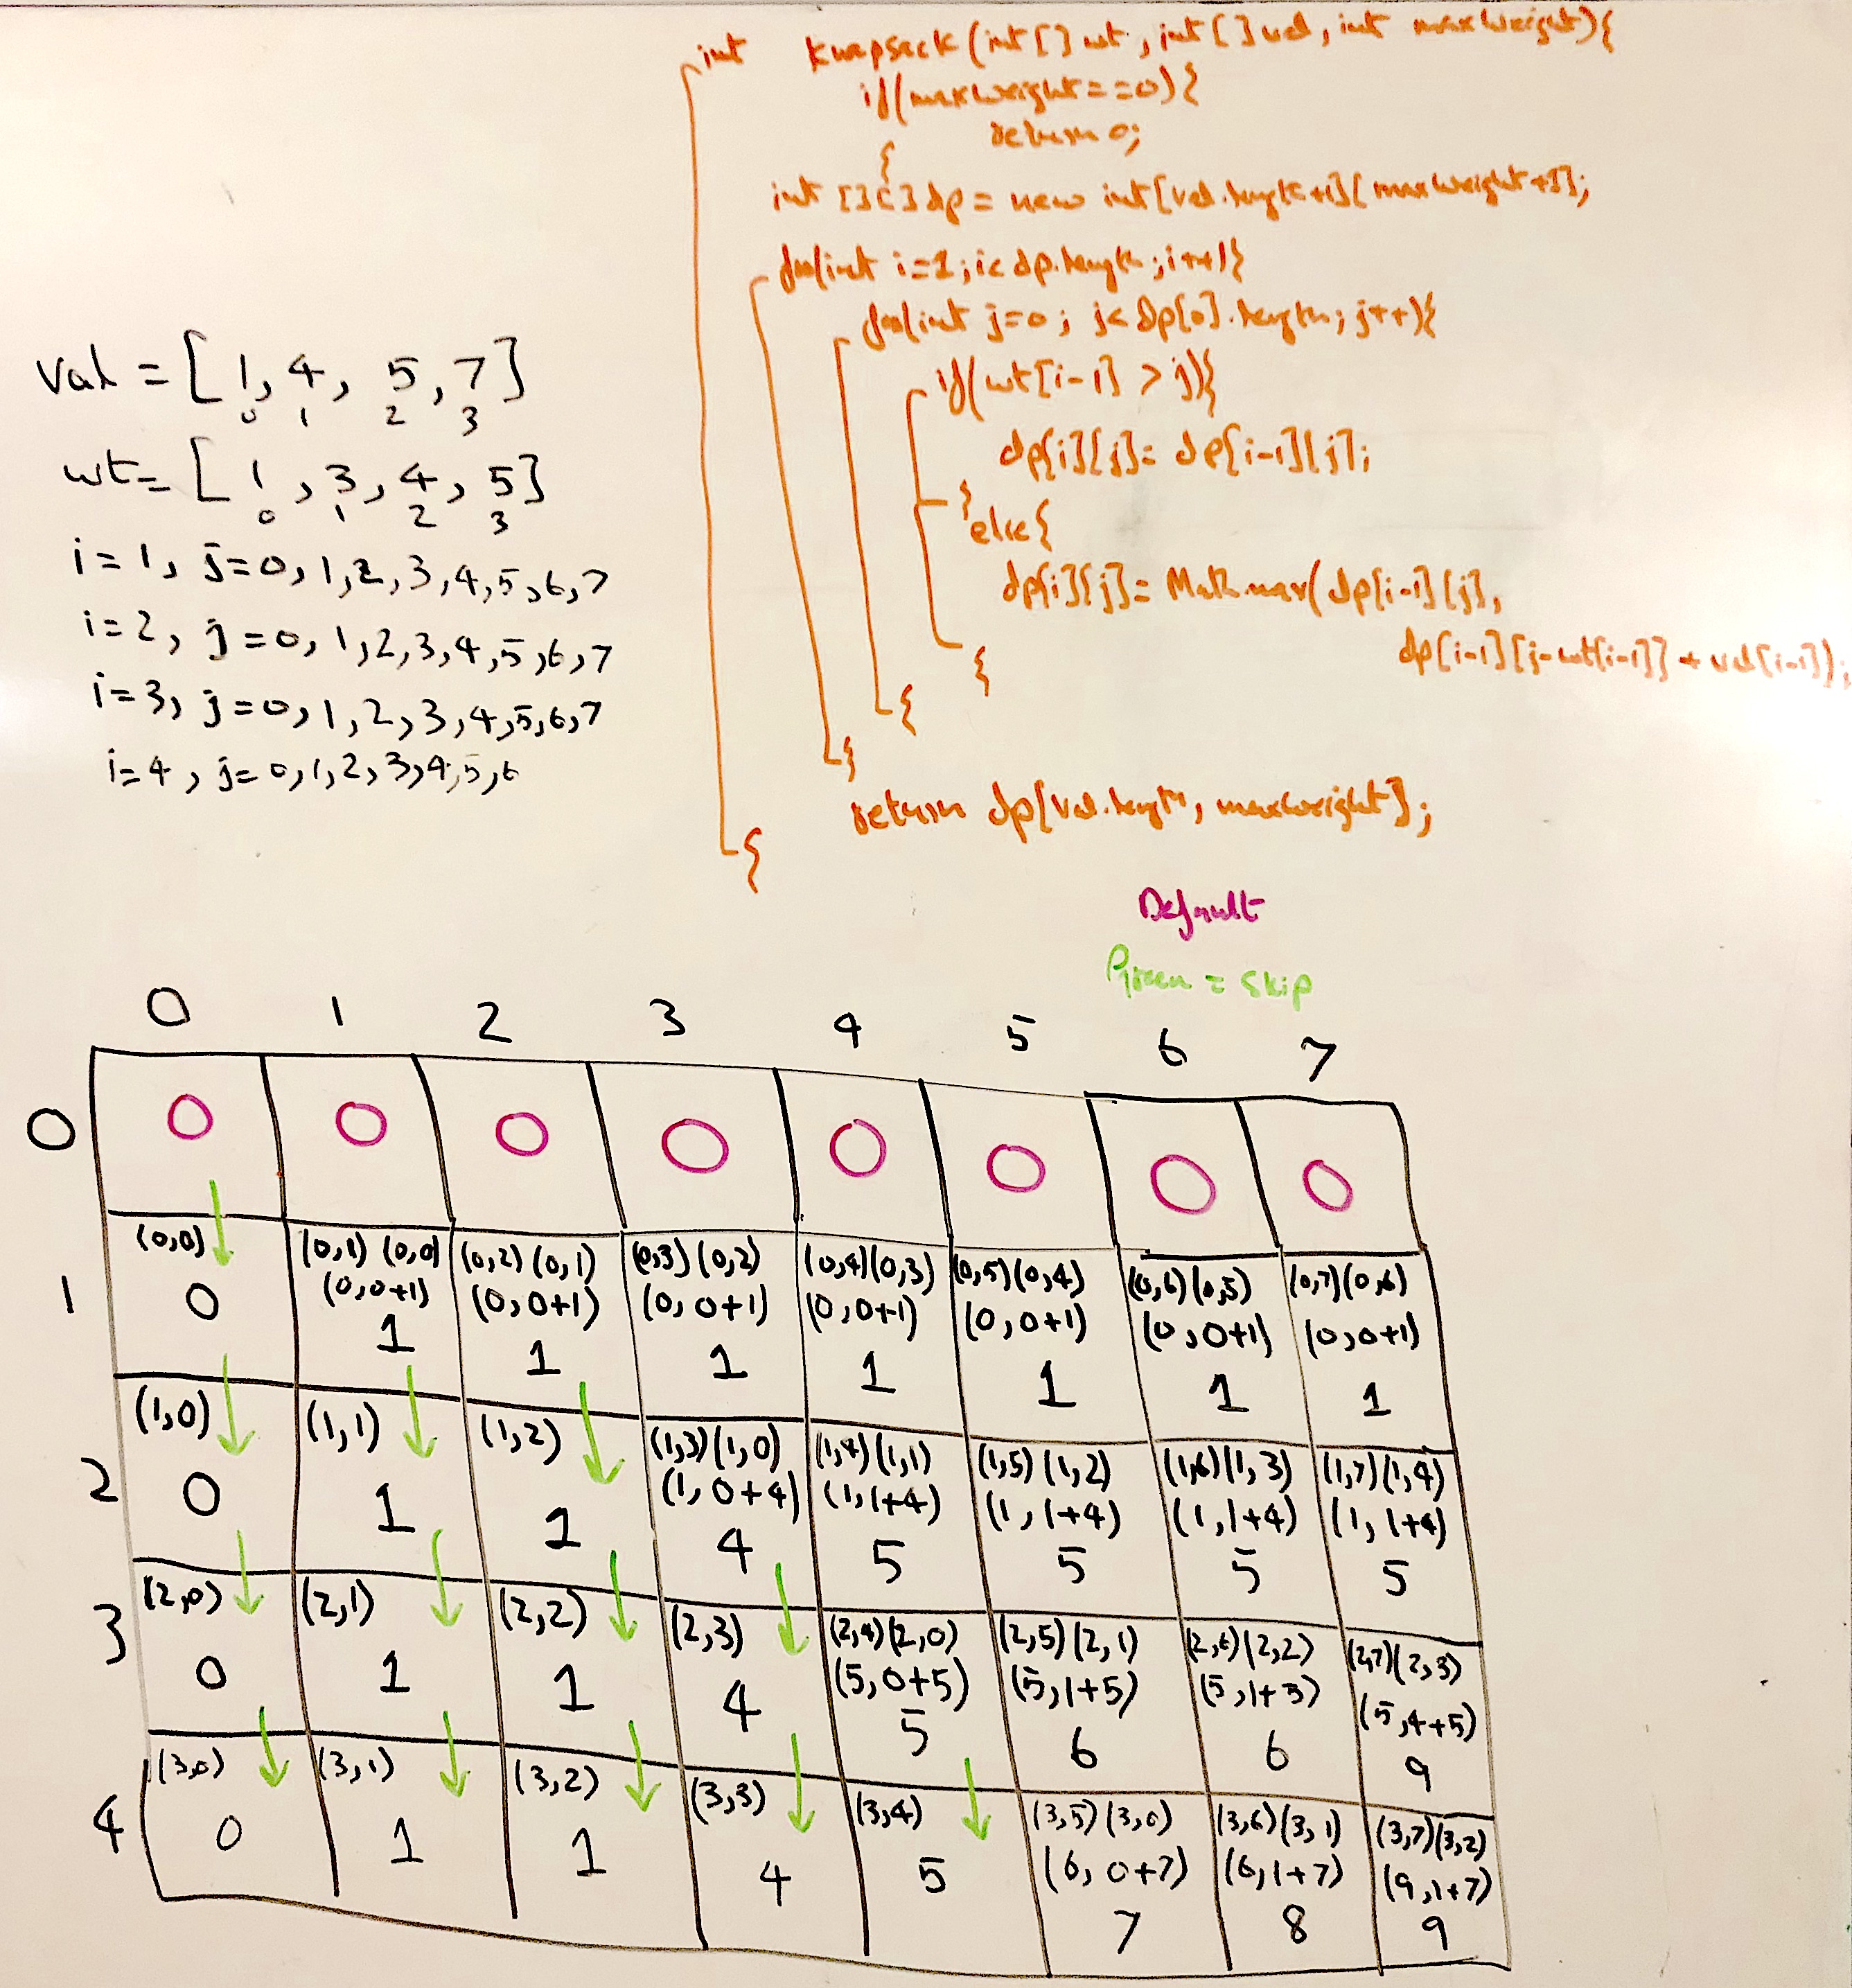 int knapsack(int[] wt, int[] val, int maxWeight){
if(maxWeight==0){
return 0;
}
int [][] dp = new int[val.length+1][maxWeight+1];
for(int i=1; i<dp.length; i++){
for(int j=0; j<dp[0].length; j++){
if(wt[i-1] > j){
dp[i][j] = dp[i-1][j];
}
else{
dp[i][j] = Math.max(dp[i-1][j],
dp[i-1][j-wt[i-1]] + val[i-1]);
}
}
}
return dp[val.length, maxWeight];
}
val = [1, 4, 5, 7]
0 1 2 3
wt = [1, 3, 4, 5]
0 1 2 3
i=1, j=0,1,2,3,4,5,6,7
i=2, j=0,1,2,3,4,5,6,7
i=3, j=0,1,2,3,4,5,6,7
i=4, j=0,1,2,3,4,5,6
Default
Green = skip
0 1 2 3 4 5 6 7
0 0 0 0 0 0 0 0 0
(0,0) (0,1) (0,0) (0,2) (0,1) (0,3) (0,2) (0,4)(0,3) (0,5)(0,4) (0,6)(0,5) (0,7)(0,6)
(0,0+1) (0,0+1) (0,0+1) (0,0+1) (0,0+1) (0,0+1) (0,0+1)
1 0 1 1 1 1 1 1 1
(1,0) (1,1) (1,2) (1,3)(1,0) (1,4)(1,1) (1,5)(1,2) (1,6)(1,3) (1,7)(1,4)
(1,0+4) (1,1+4) (1,1+4) (1,1+4) (1,1+4)
2 0 1 1 4 5 5 5 5
(2,0) (2,1) (2,2) (2,3) (2,4)(2,0) (2,5)(2,1) (2,6)(2,2) (2,7)(2,3)
(5,0+5) (5,1+5) (5,1+5) (5,4+5)
3 0 1 1 4 5 6 6 9
(3,0) (3,1) (3,2) (3,3) (3,4) (3,5)(3,0) (3,6)(3,1) (3,7)(3,2)
(6,0+7) (6,1+7) (9,1+7)
4 0 1 1 4 5 7 8 9